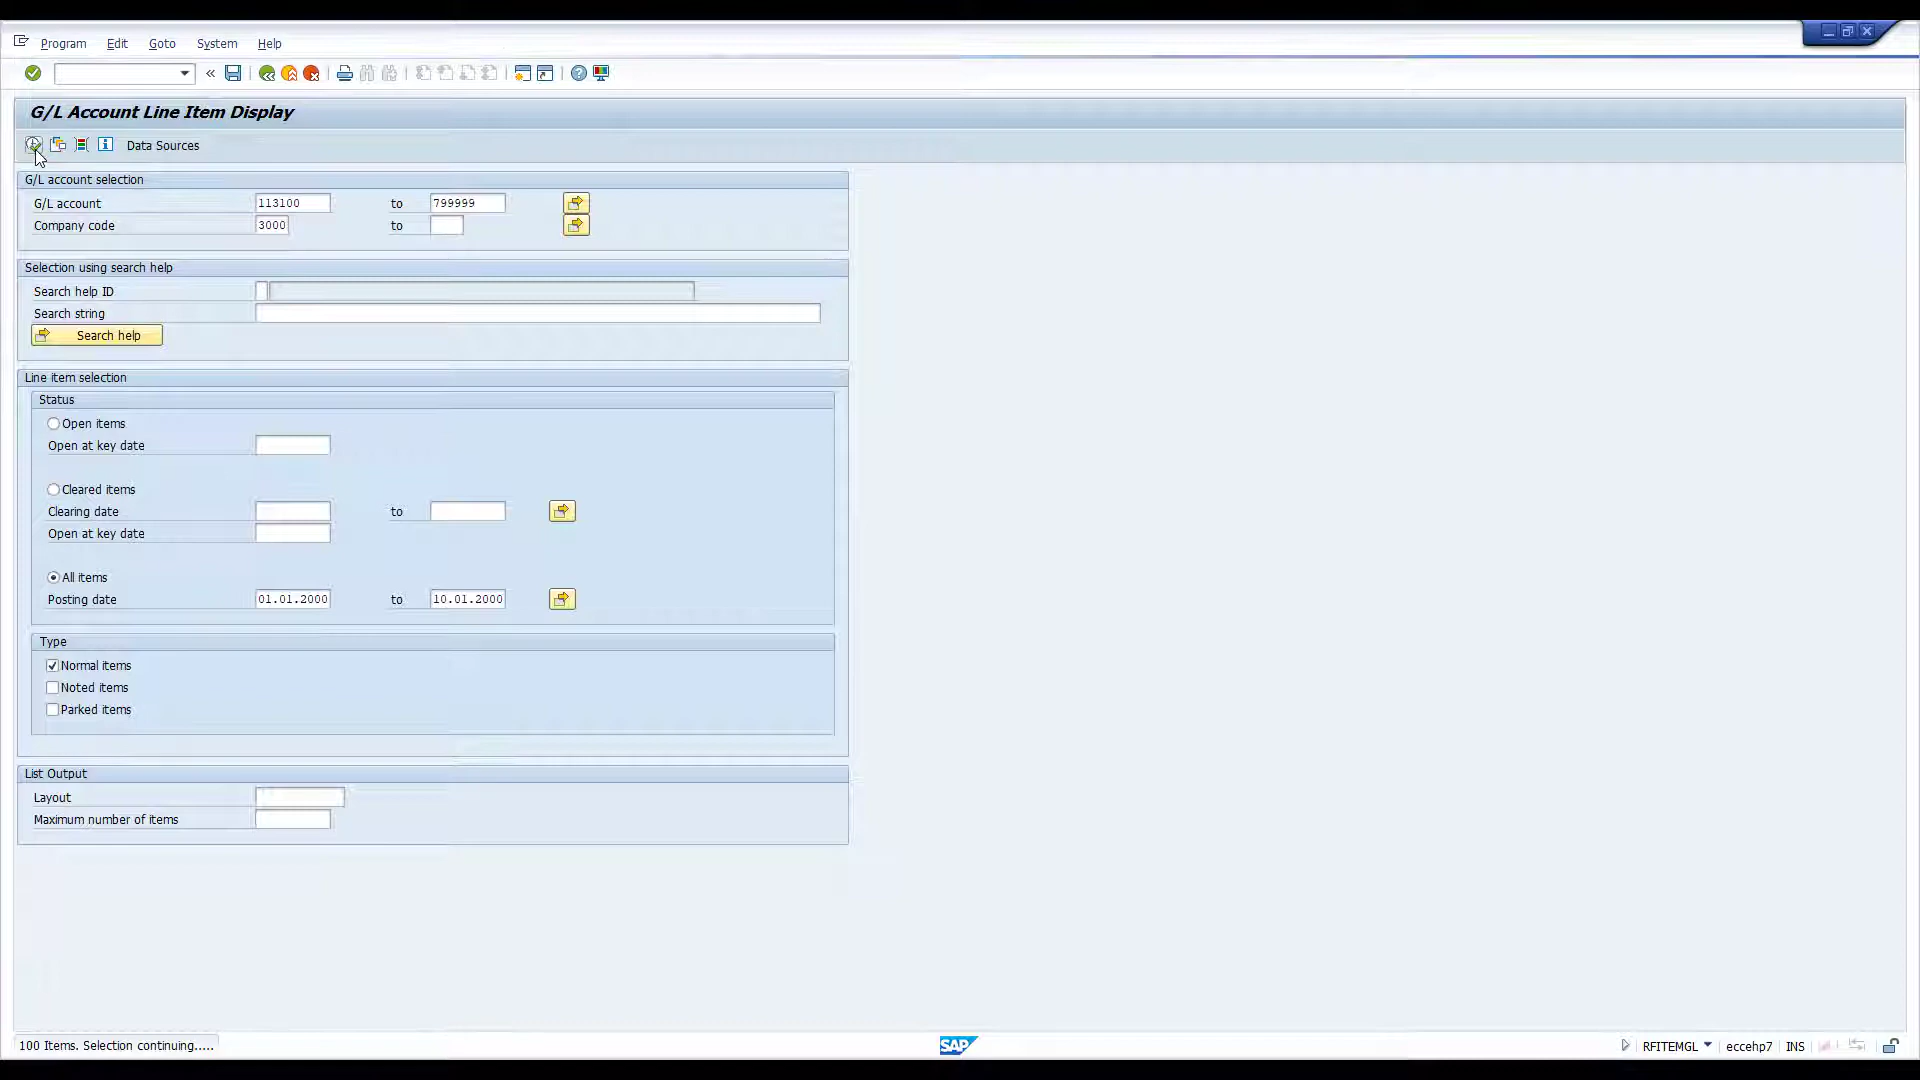 Program Edit Goto System Help
G/L Account Line Item Display
Data Sources
G/L account selection
G/L account 113100 to 799999
Company code 3000 to
Selection using search help
Search help ID
Search string
Search help
Line item selection
Status
Open items
Open at key date
Cleared items
Clearing date to
Open at key date
All items
Posting date 01.01.2000 to 10.01.2000
Type
Normal items
Noted items
Parked items
List Output
Layout
Maximum number of items
100 Items. Selection continuing..... SAP RFITEMGL eccehp7 INS